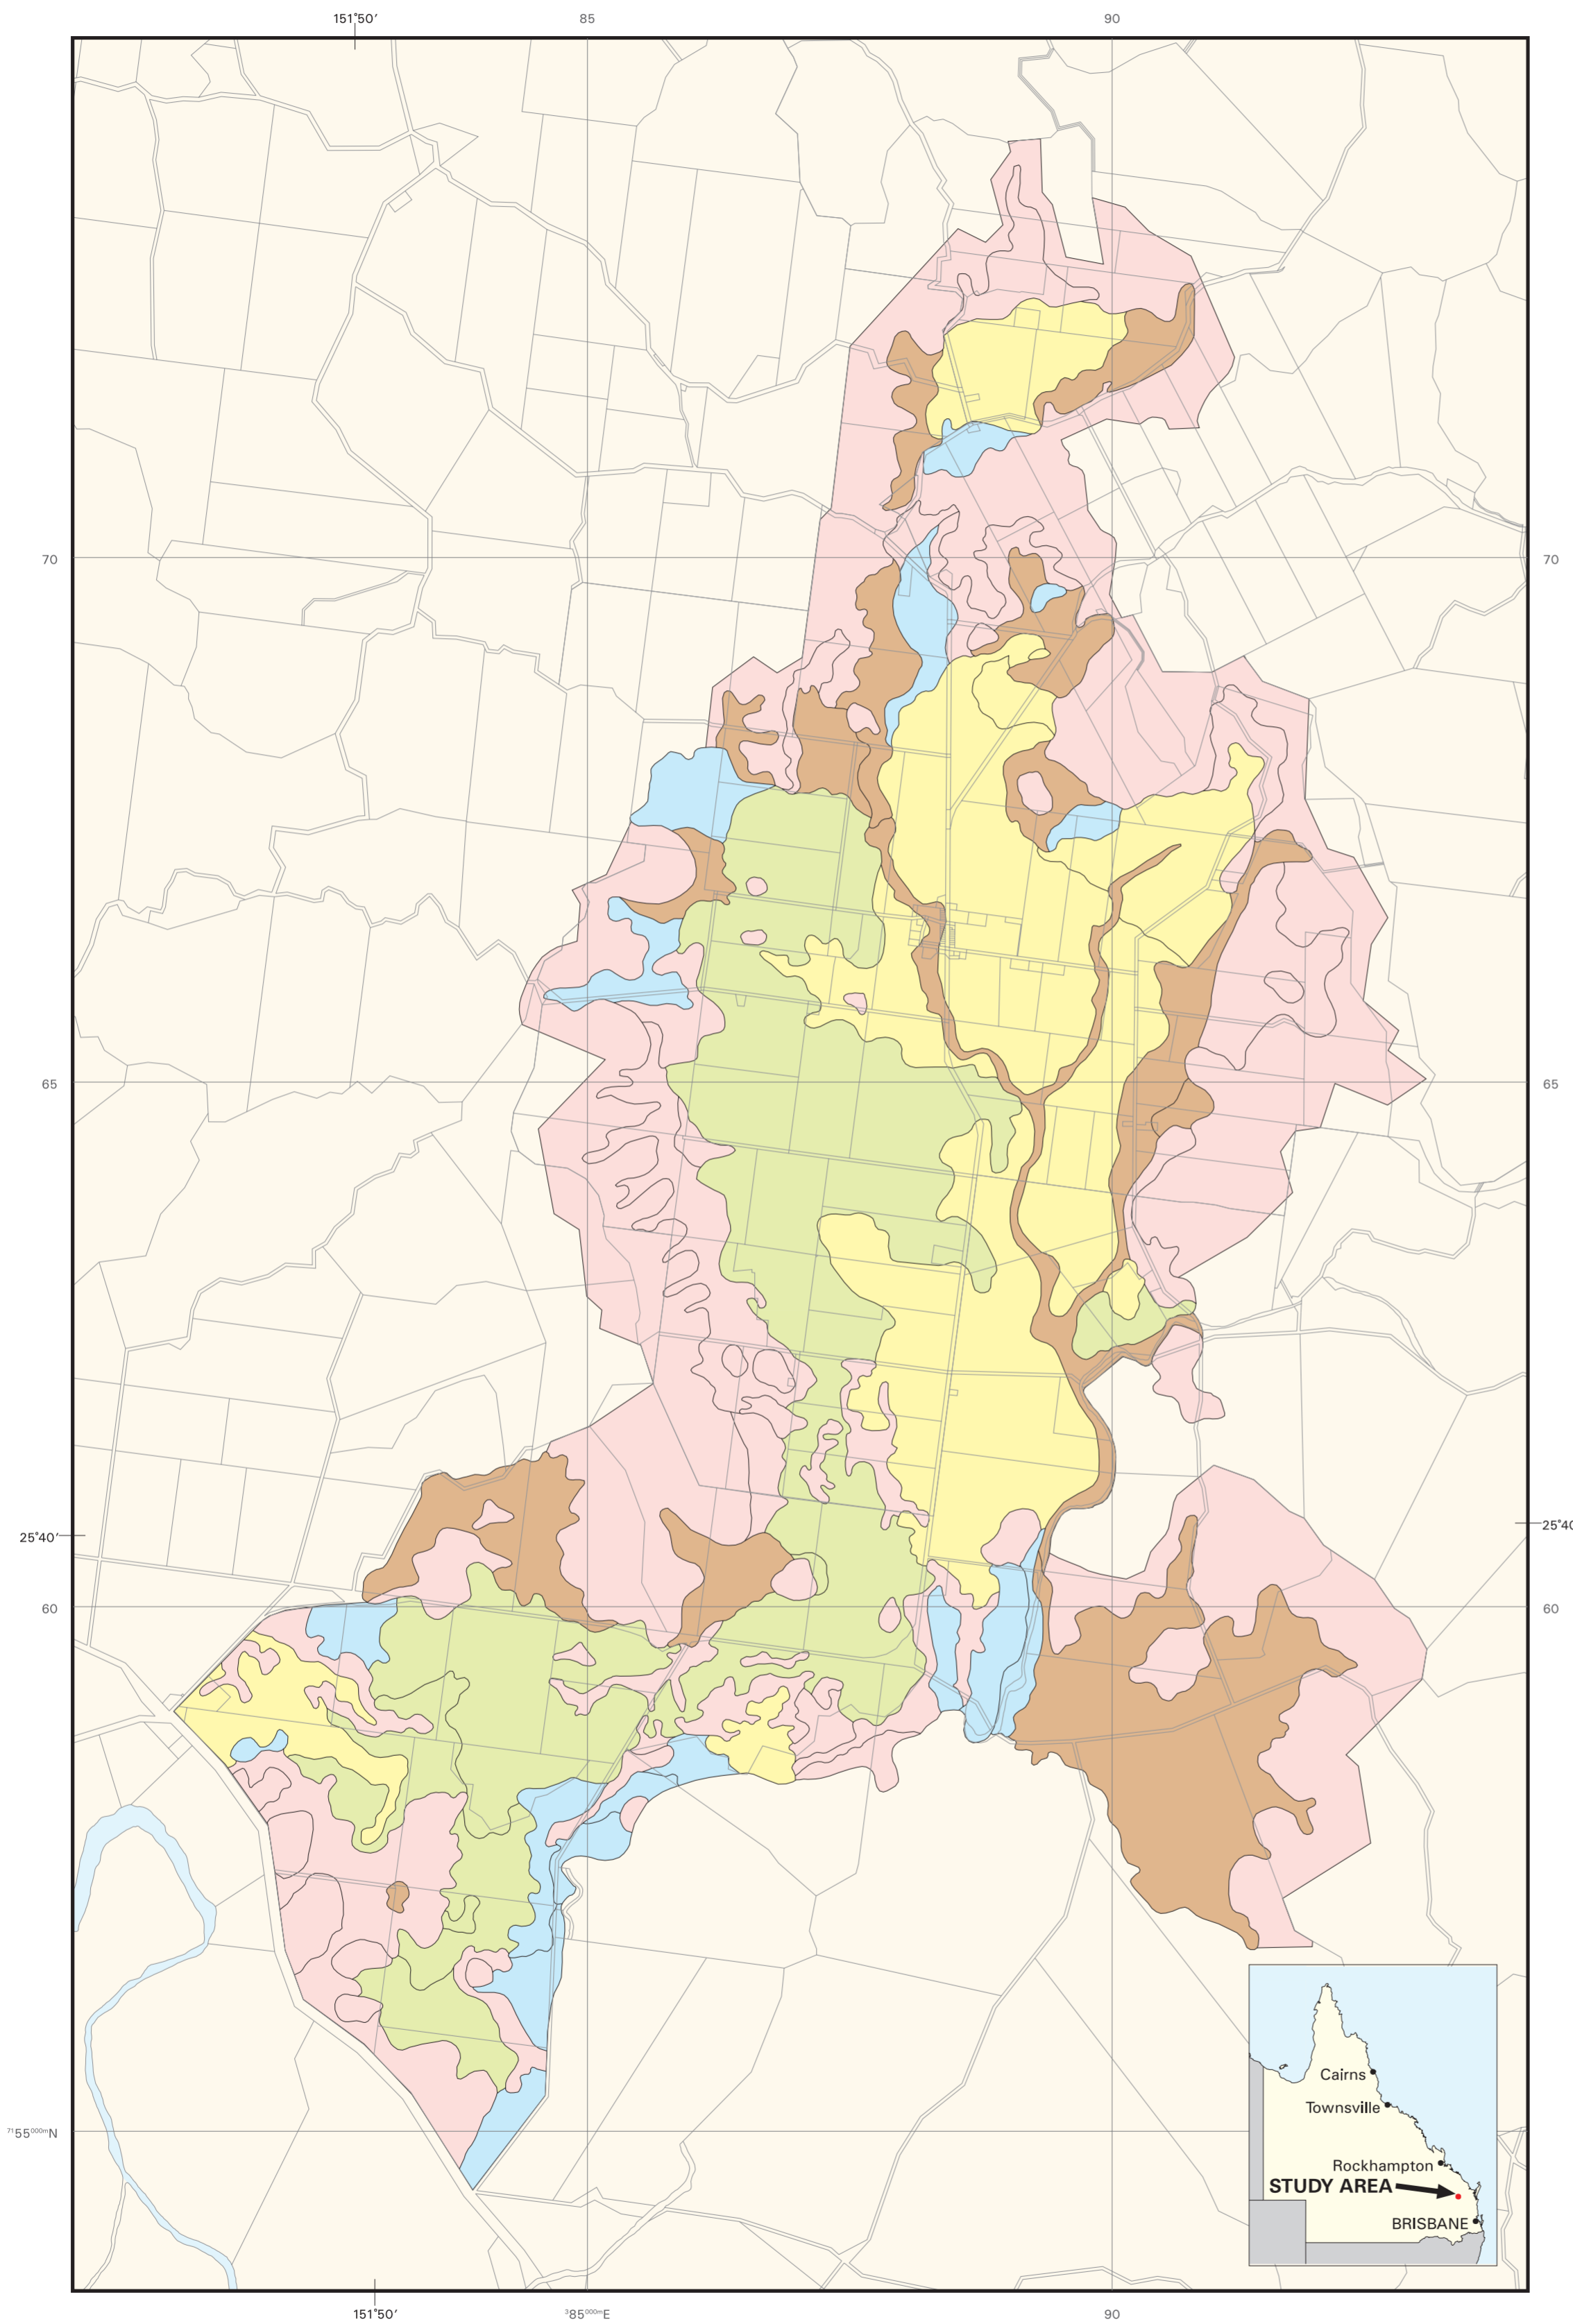 151°50′ 85 90
70 70
65 65
25°40′ 25°40
60 60
⁷¹55⁰⁰⁰ᵐN
Cairns
Townsville
Rockhampton
STUDY AREA
BRISBANE
151°50′ ³85⁰⁰⁰ᵐE 90